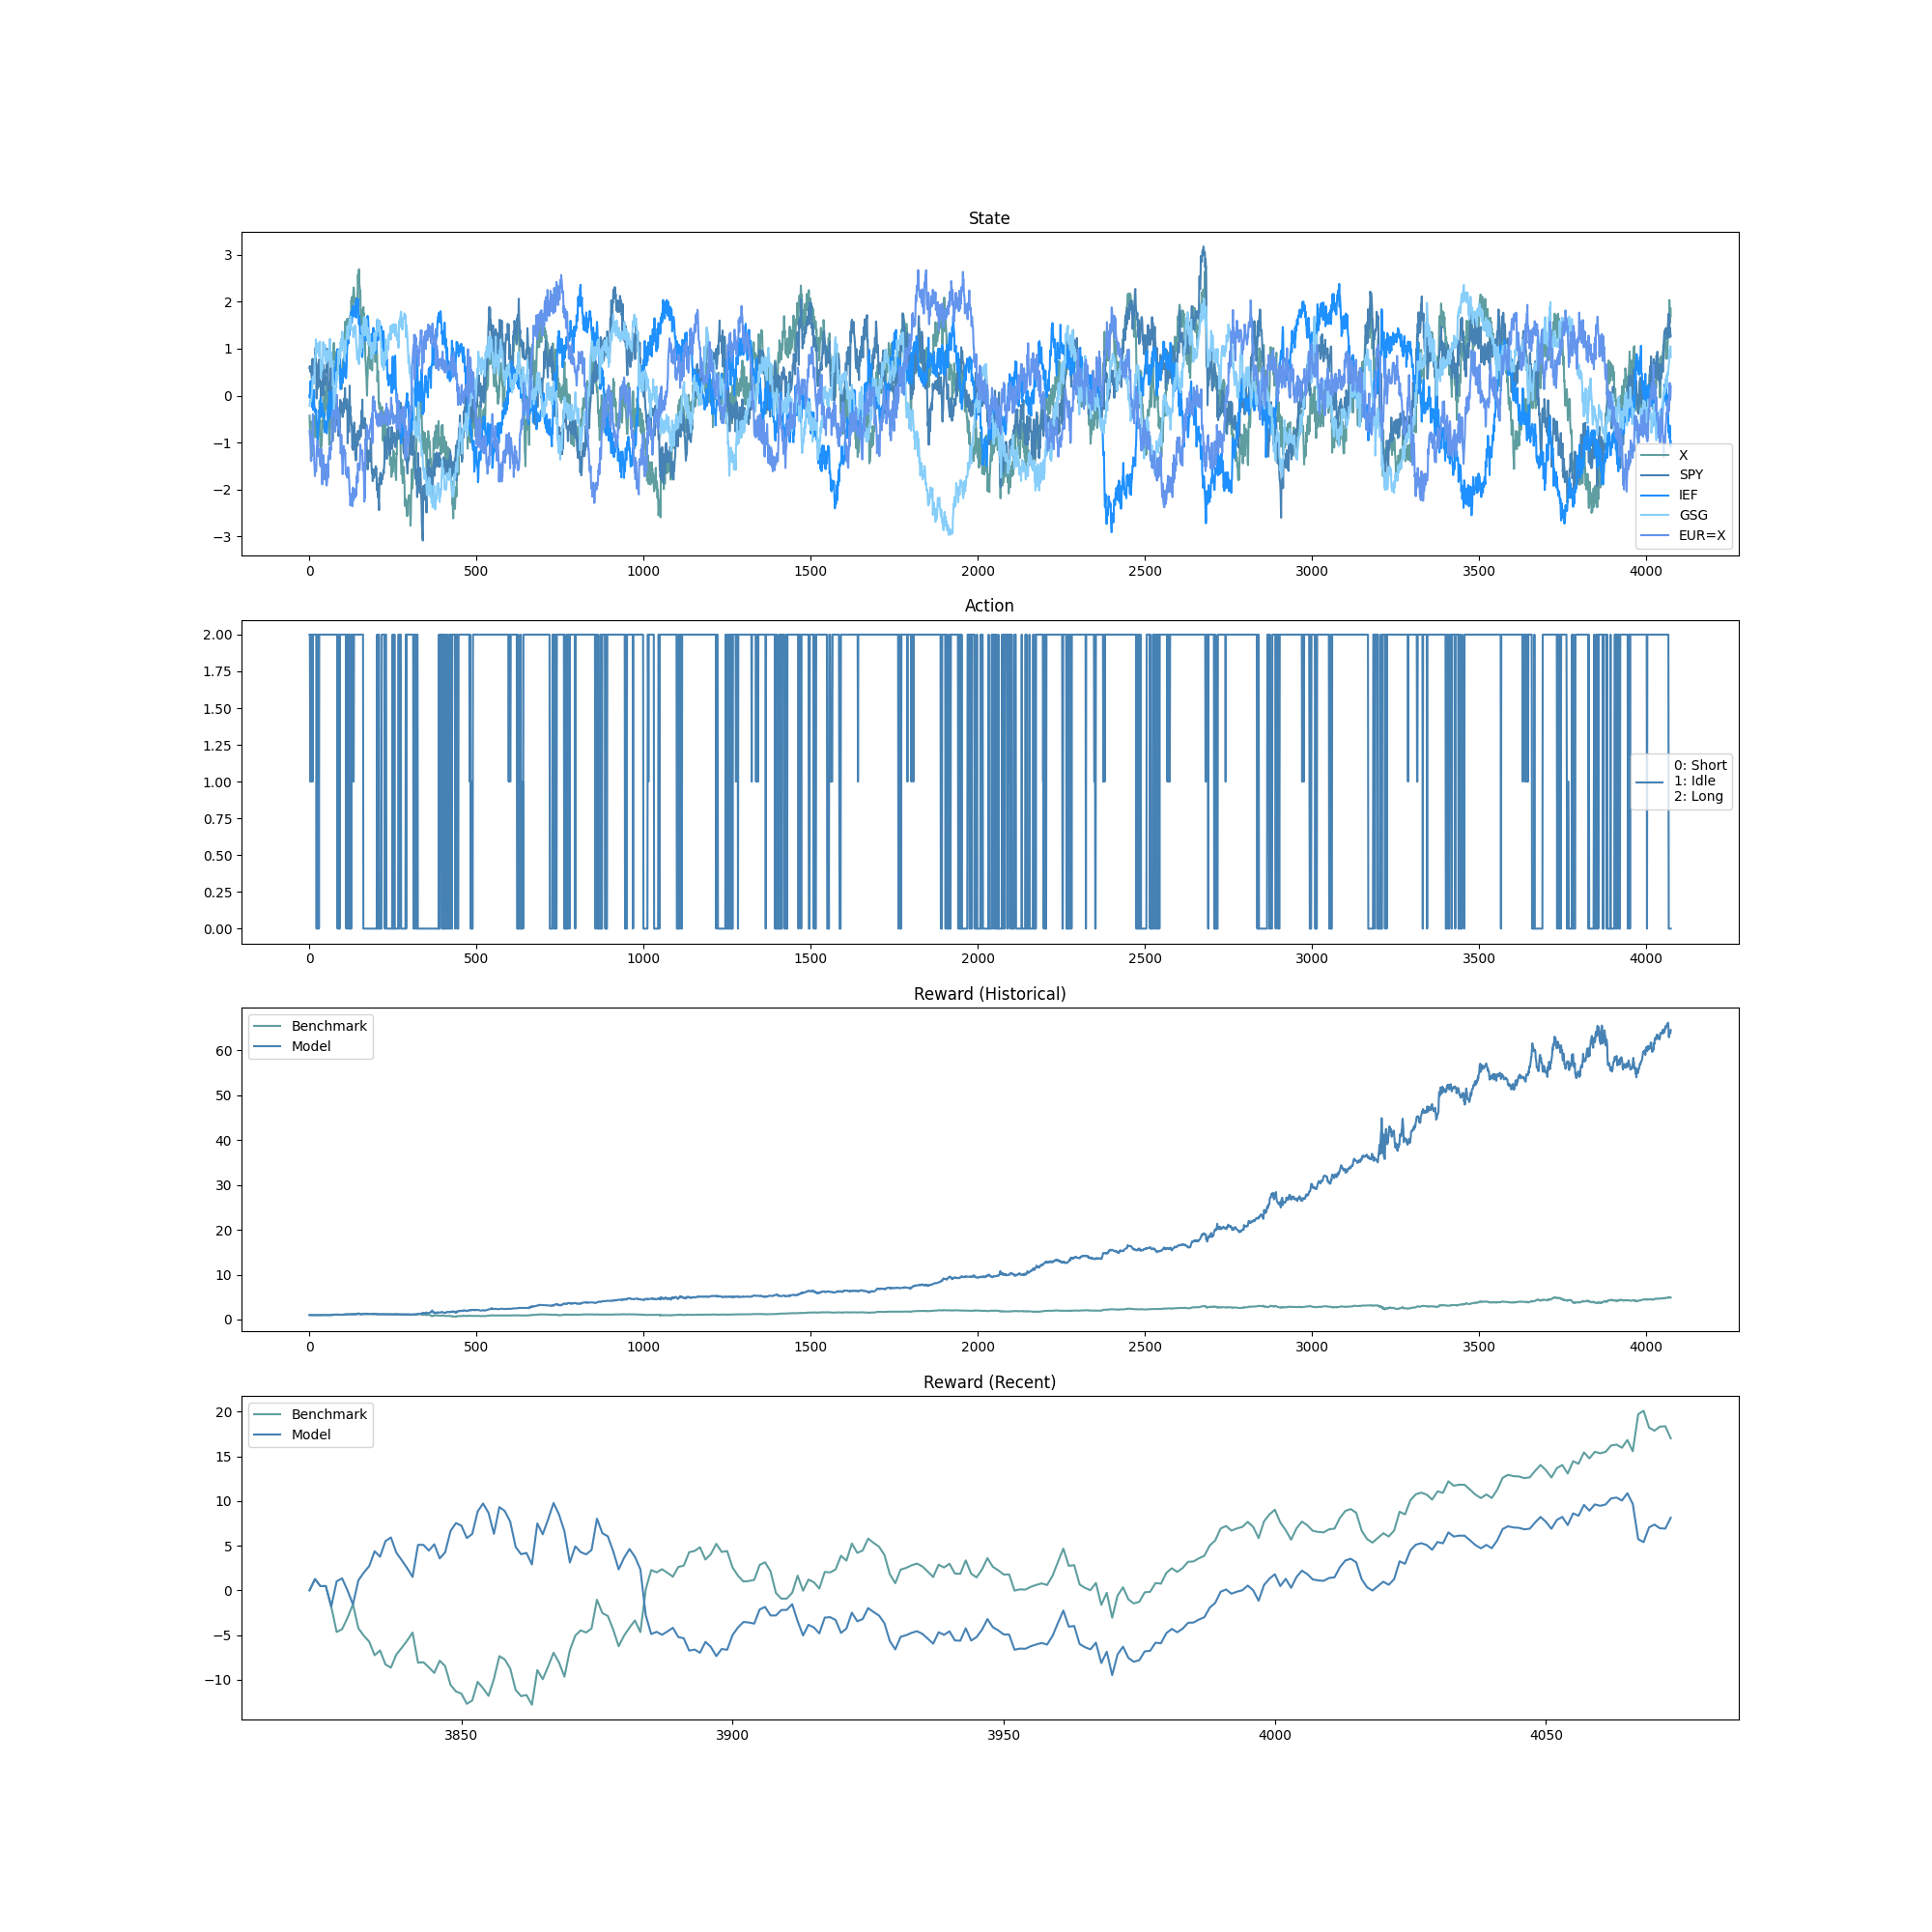 State
3
2
1
0
−1
−2
−3
X
SPY
IEF
GSG
EUR=X
0 500 1000 1500 2000 2500 3000 3500 4000
Action
2.00
1.75
1.50
1.25
1.00
0.75
0.50
0.25
0.00
0: Short
1: Idle
2: Long
0 500 1000 1500 2000 2500 3000 3500 4000
Reward (Historical)
Benchmark
Model
60
50
40
30
20
10
0
0 500 1000 1500 2000 2500 3000 3500 4000
Reward (Recent)
Benchmark
Model
20
15
10
5
0
−5
−10
3850 3900 3950 4000 4050